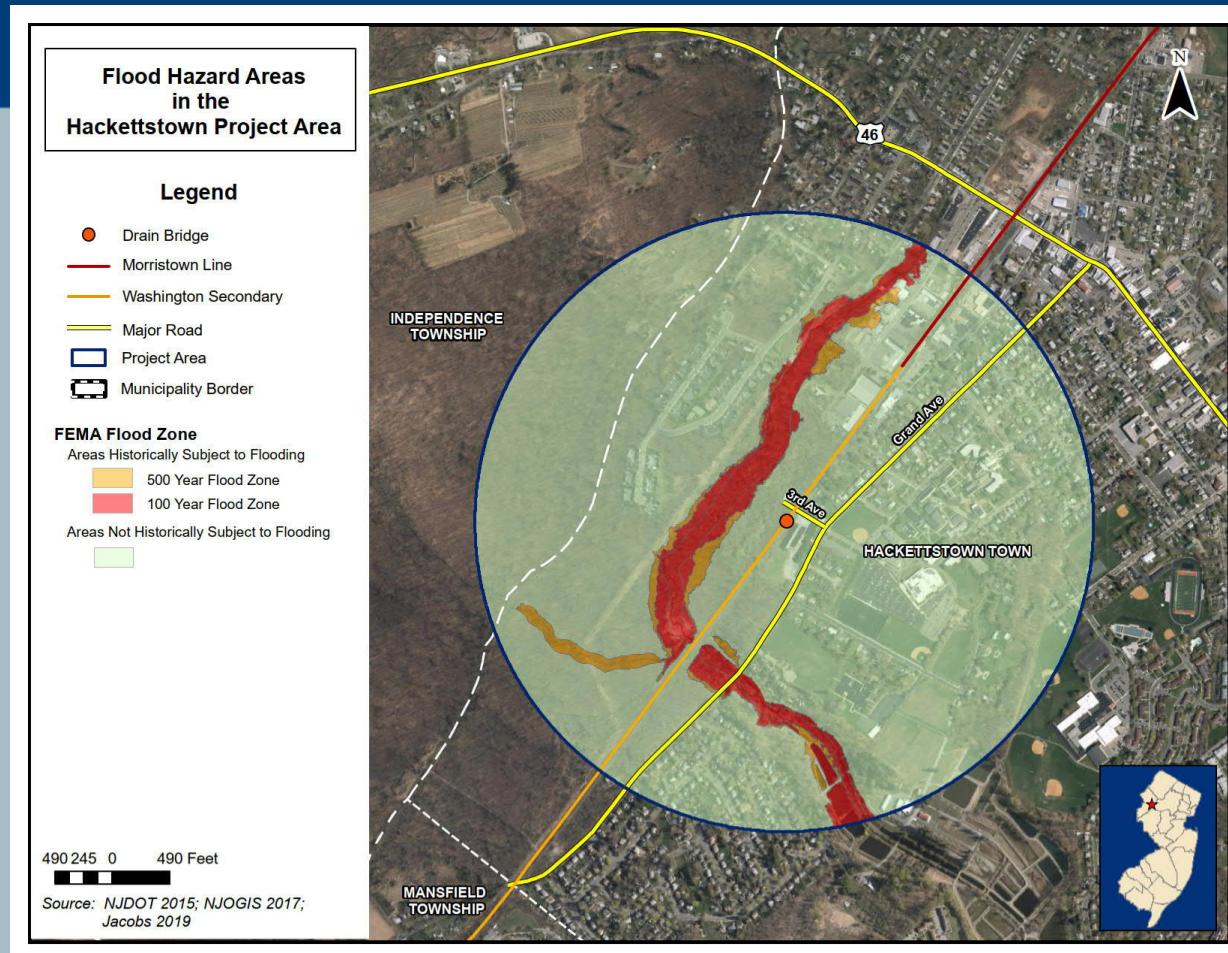 Flood Hazard Areas
in the
Hackettstown Project Area
Legend
Drain Bridge
Morristown Line
Washington Secondary
Major Road
Project Area
Municipality Border
FEMA Flood Zone
Areas Historically Subject to Flooding
500 Year Flood Zone
100 Year Flood Zone
Areas Not Historically Subject to Flooding
490 245 0 490 Feet
Source: NJDOT 2015; NJOGIS 2017;
Jacobs 2019
N
46
INDEPENDENCE
TOWNSHIP
Grand Ave
3rd Ave
HACKETTSTOWN TOWN
MANSFIELD
TOWNSHIP